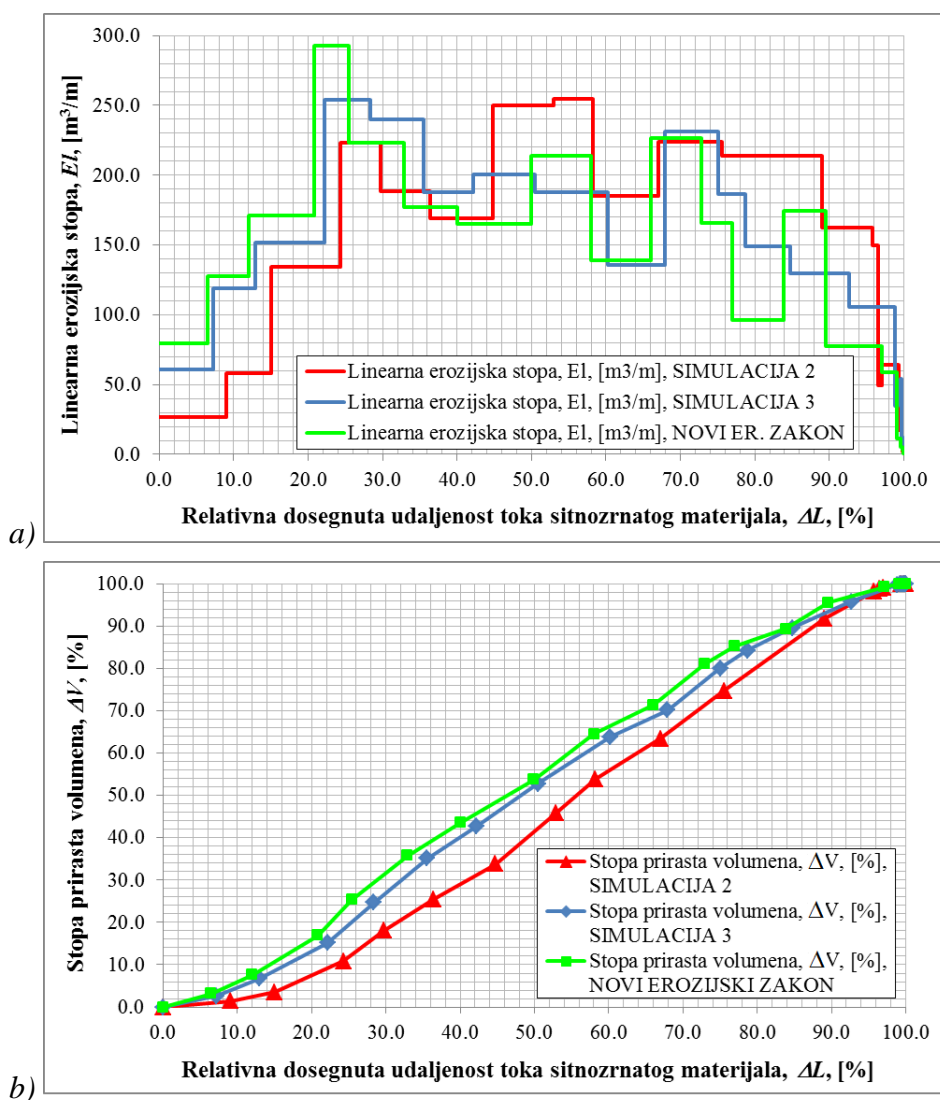 300.0
250.0
200.0
150.0
100.0
50.0
0.0
Linearna erozijska stopa, El, [m³/m]
Linearna erozijska stopa, El, [m3/m], SIMULACIJA 2
Linearna erozijska stopa, El, [m3/m], SIMULACIJA 3
Linearna erozijska stopa, El, [m3/m], NOVI ER. ZAKON
0.0 10.0 20.0 30.0 40.0 50.0 60.0 70.0 80.0 90.0 100.0
Relativna dosegnuta udaljenost toka sitnozrnatog materijala, ΔL, [%]
a)
100.0
90.0
80.0
70.0
60.0
50.0
40.0
30.0
20.0
10.0
0.0
Stopa prirasta volumena, ΔV, [%]
Stopa prirasta volumena, ΔV, [%],
SIMULACIJA 2
Stopa prirasta volumena, ΔV, [%],
SIMULACIJA 3
Stopa prirasta volumena, ΔV, [%],
NOVI EROZIJSKI ZAKON
0.0 10.0 20.0 30.0 40.0 50.0 60.0 70.0 80.0 90.0 100.0
Relativna dosegnuta udaljenost toka sitnozrnatog materijala, ΔL, [%]
b)